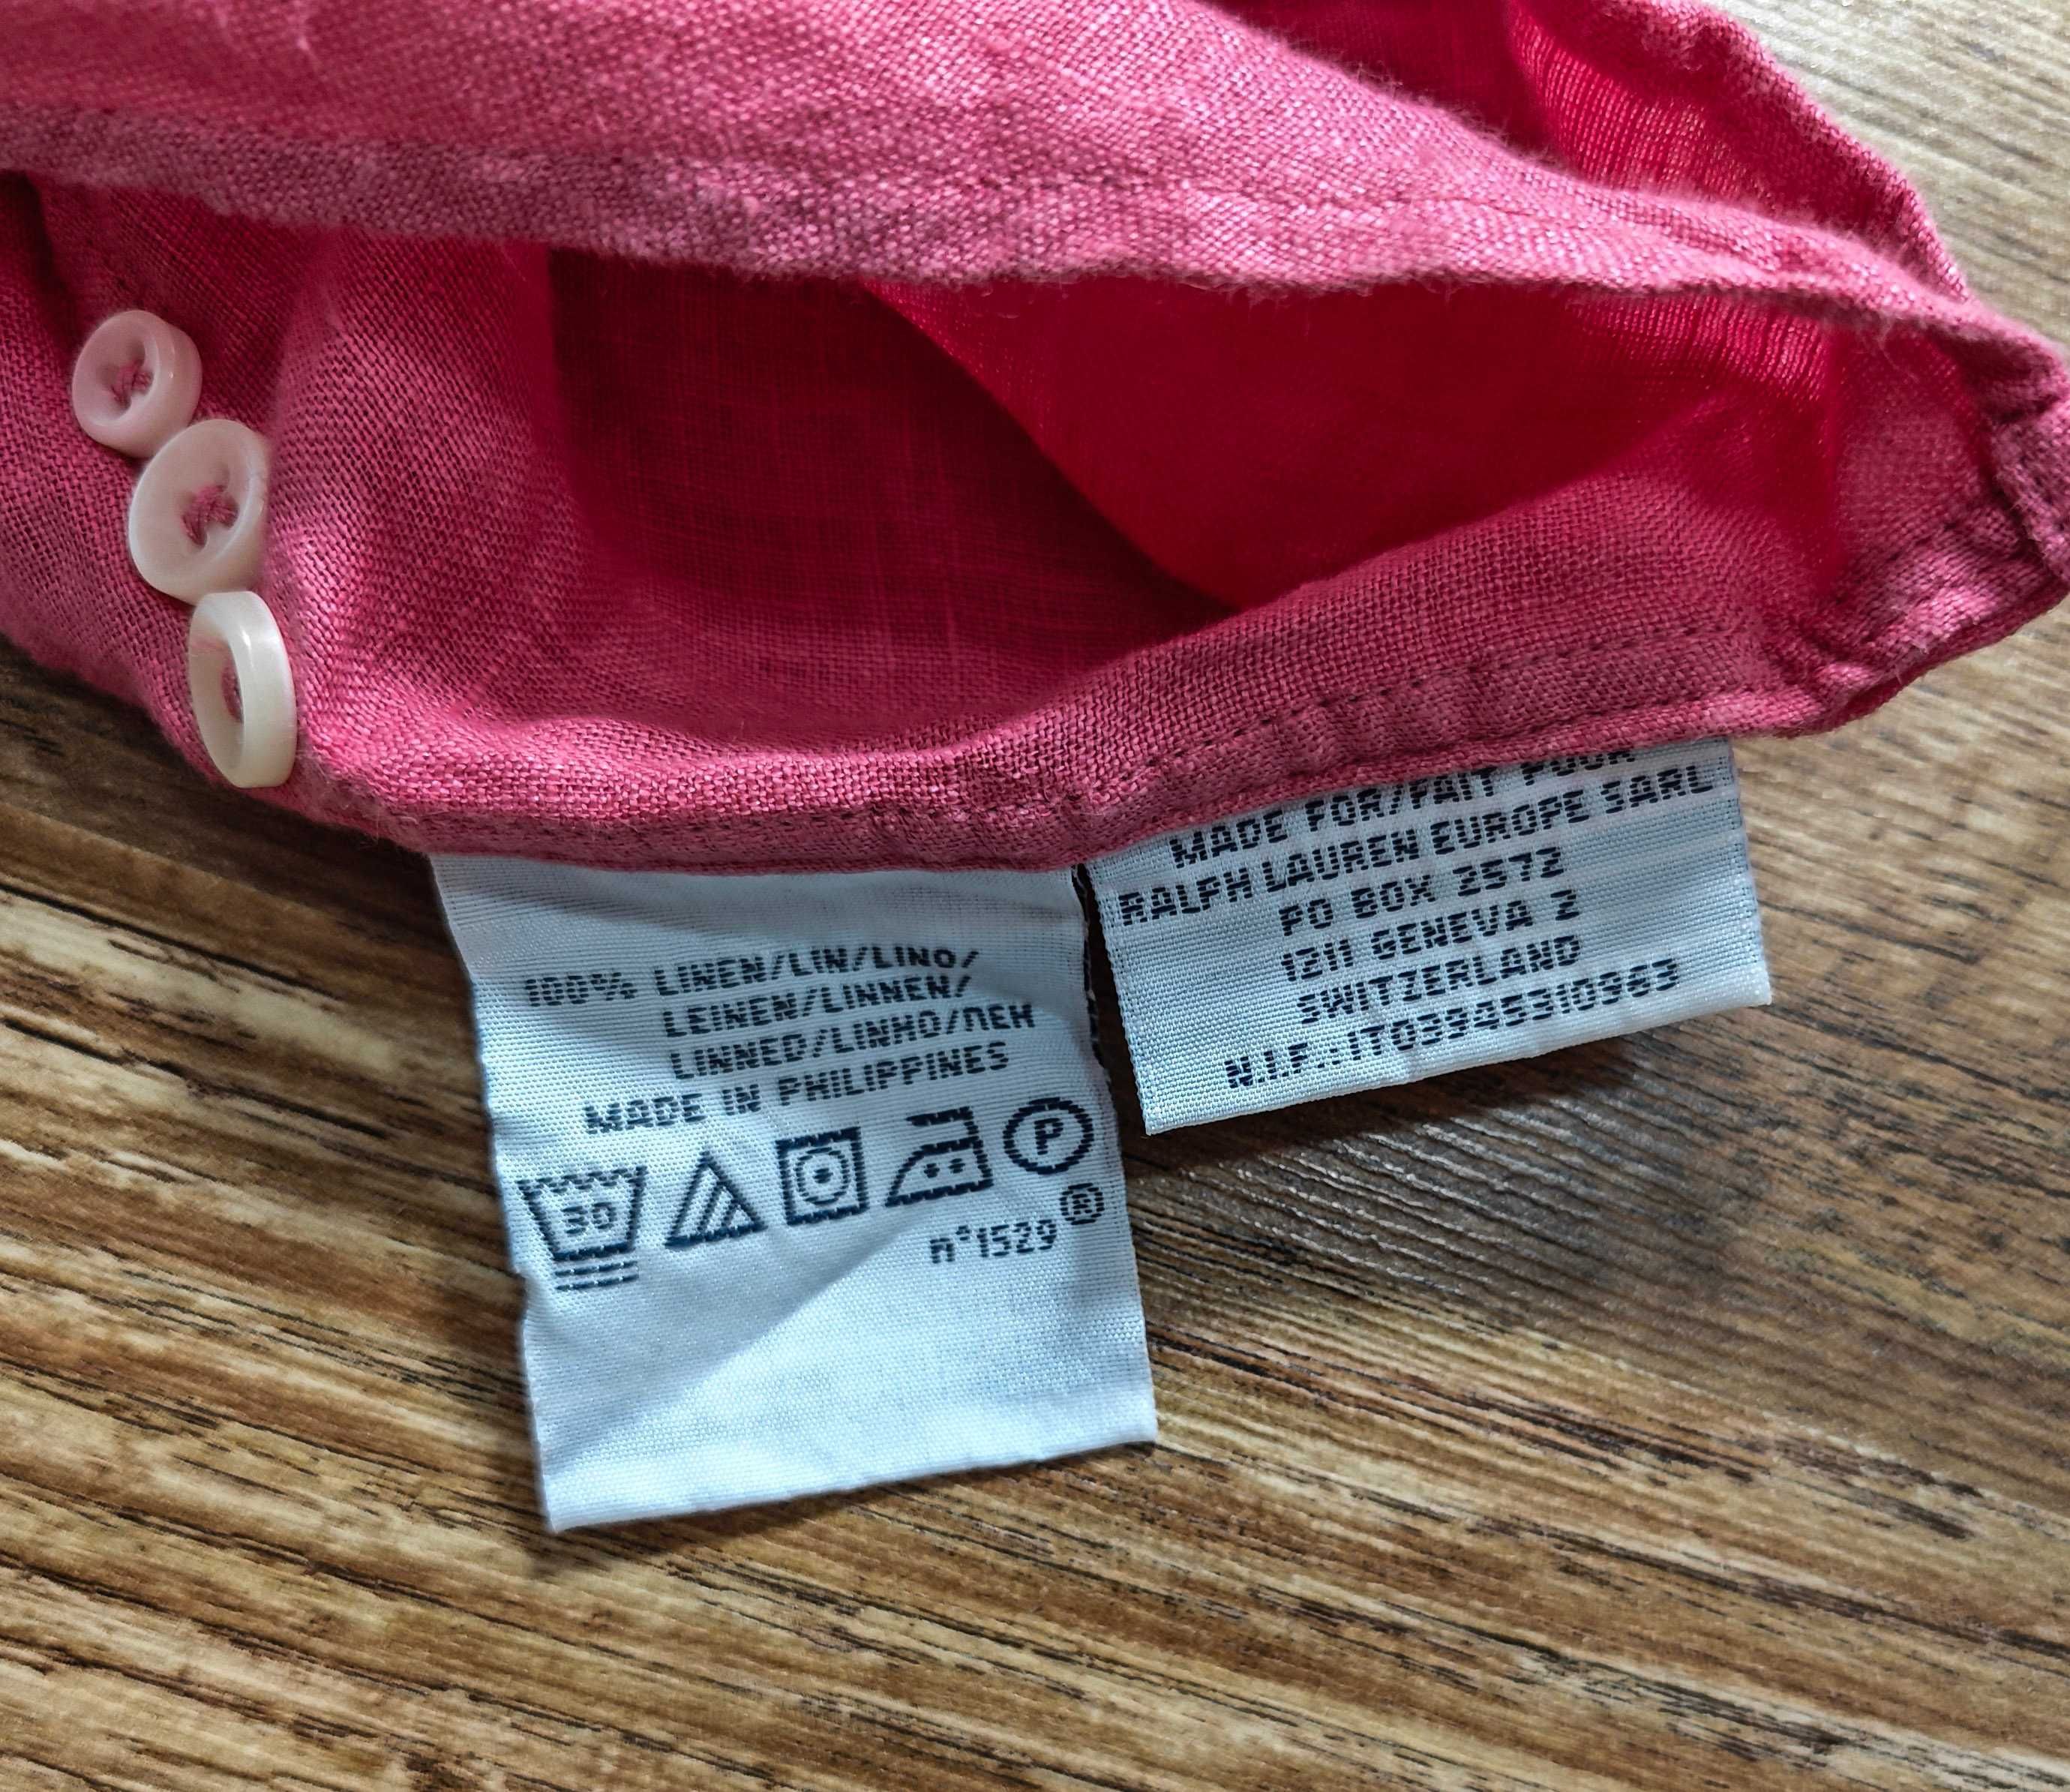 100% LINEN/LIN/LINO/
LEINEN/LINNEN/
LINNED/LINHO/ЛЕН
MADE IN PHILIPPINES
30
P
®
n°1529
MADE FOR/FAIT POUR
RALPH LAUREN EUROPE SARL
PO BOX 2572
1211 GENEVA 2
SWITZERLAND
N.I.F.:IT03945310963